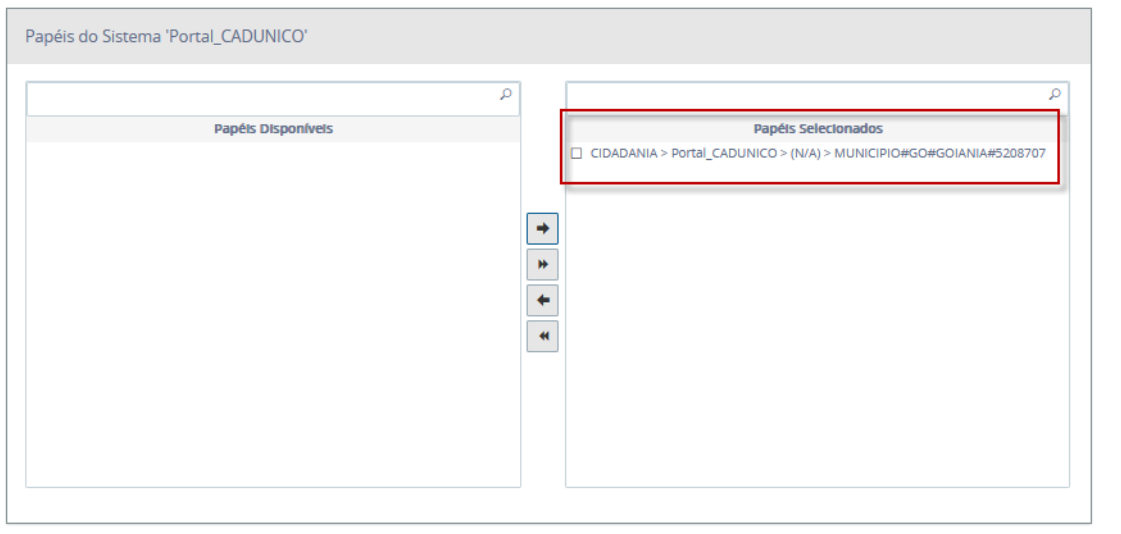 Papéis do Sistema 'Portal_CADUNICO'
Papéis Disponíveis
Papéis Selecionados
CIDADANIA > Portal_CADUNICO > (N/A) > MUNICIPIO#GO#GOIANIA#5208707